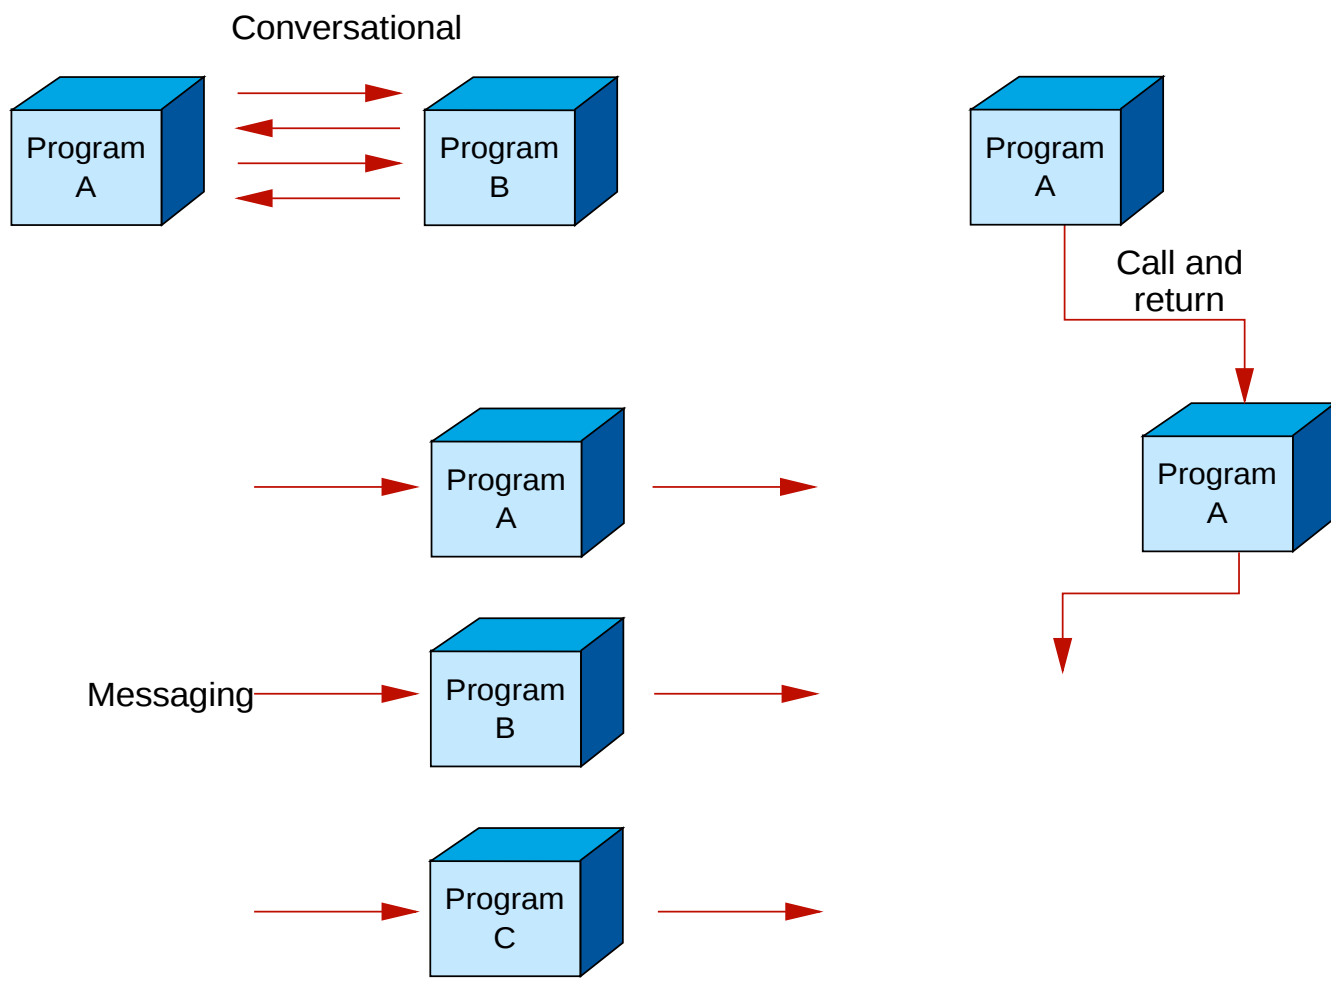 Conversational
Program
A
Program
B
Program
A
Call and
return
Program
A
Program
A
Messaging
Program
B
Program
C